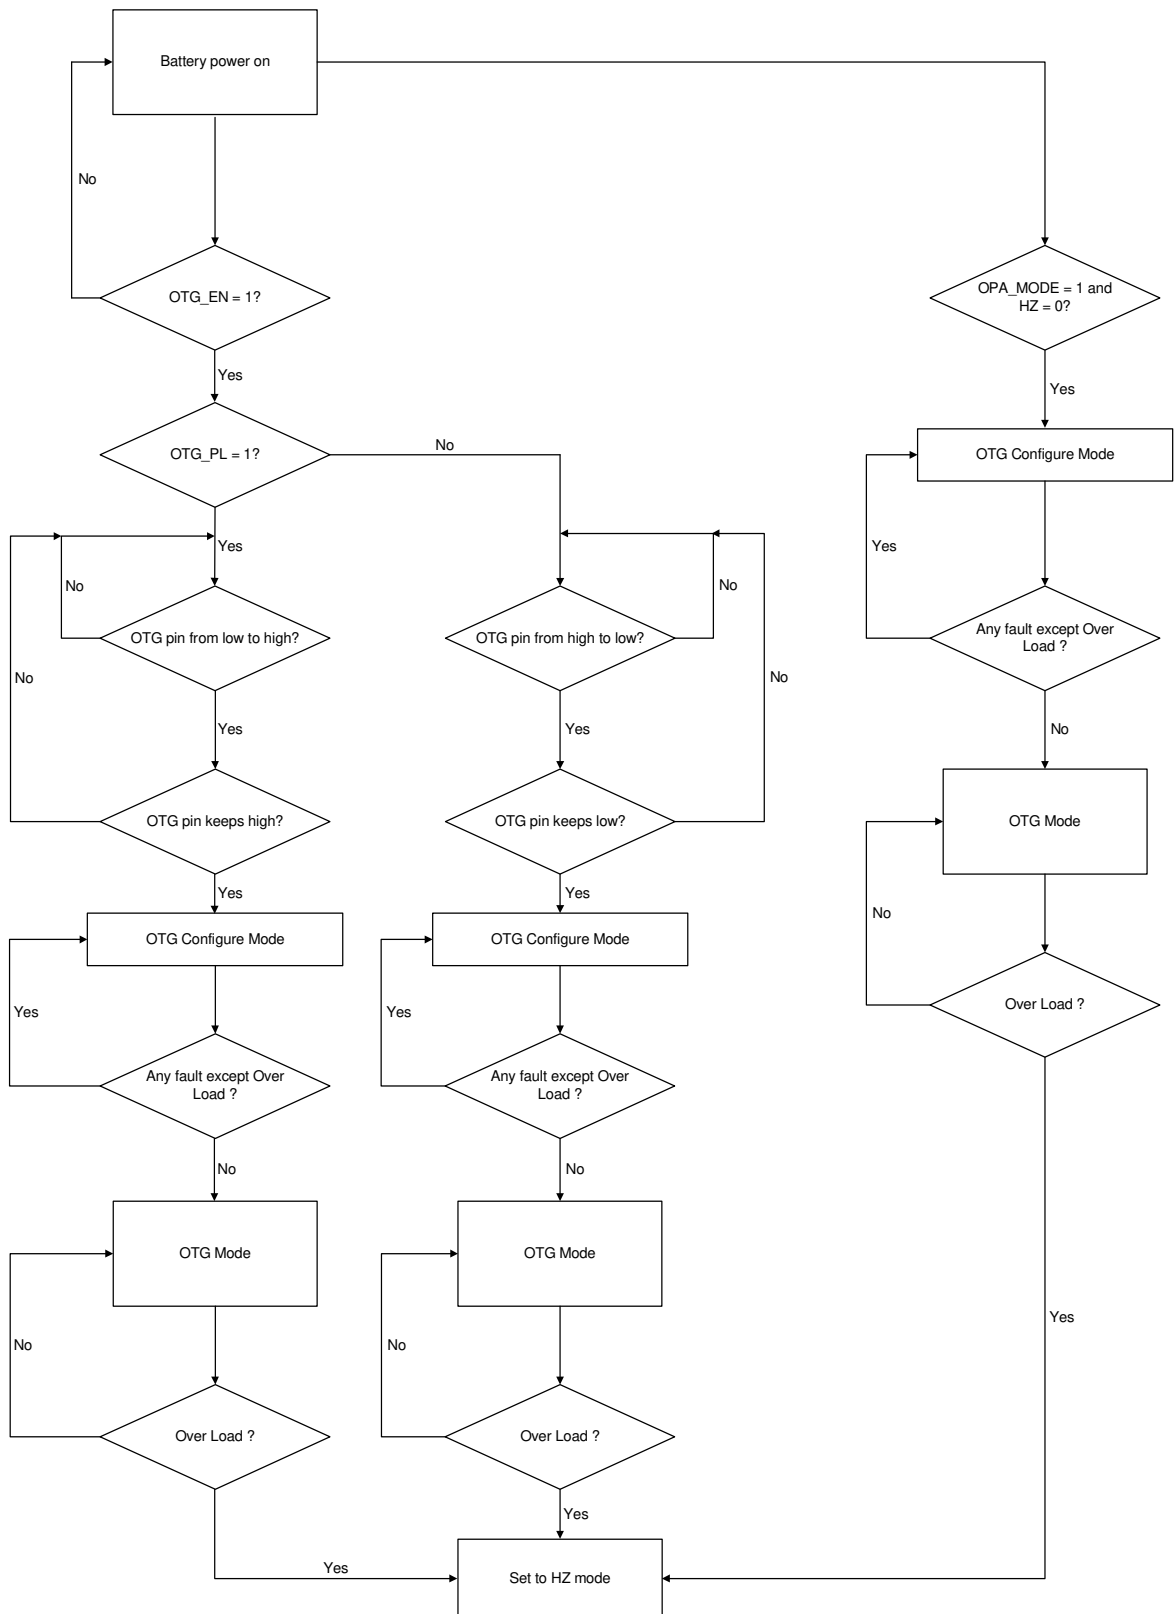 Battery power on
No
OTG_EN = 1?
OPA_MODE = 1 and
HZ = 0?
Yes
Yes
OTG_PL = 1?
No
OTG Configure Mode
Yes
Yes
No
No
OTG pin from low to high?
OTG pin from high to low?
Any fault except Over
Load ?
No
No
Yes
Yes
No
OTG pin keeps high?
OTG pin keeps low?
OTG Mode
Yes
Yes
No
OTG Configure Mode
OTG Configure Mode
Over Load ?
Yes
Yes
Any fault except Over
Load ?
Any fault except Over
Load ?
No
No
OTG Mode
OTG Mode
Yes
No
No
Over Load ?
Over Load ?
Yes
Yes
Set to HZ mode